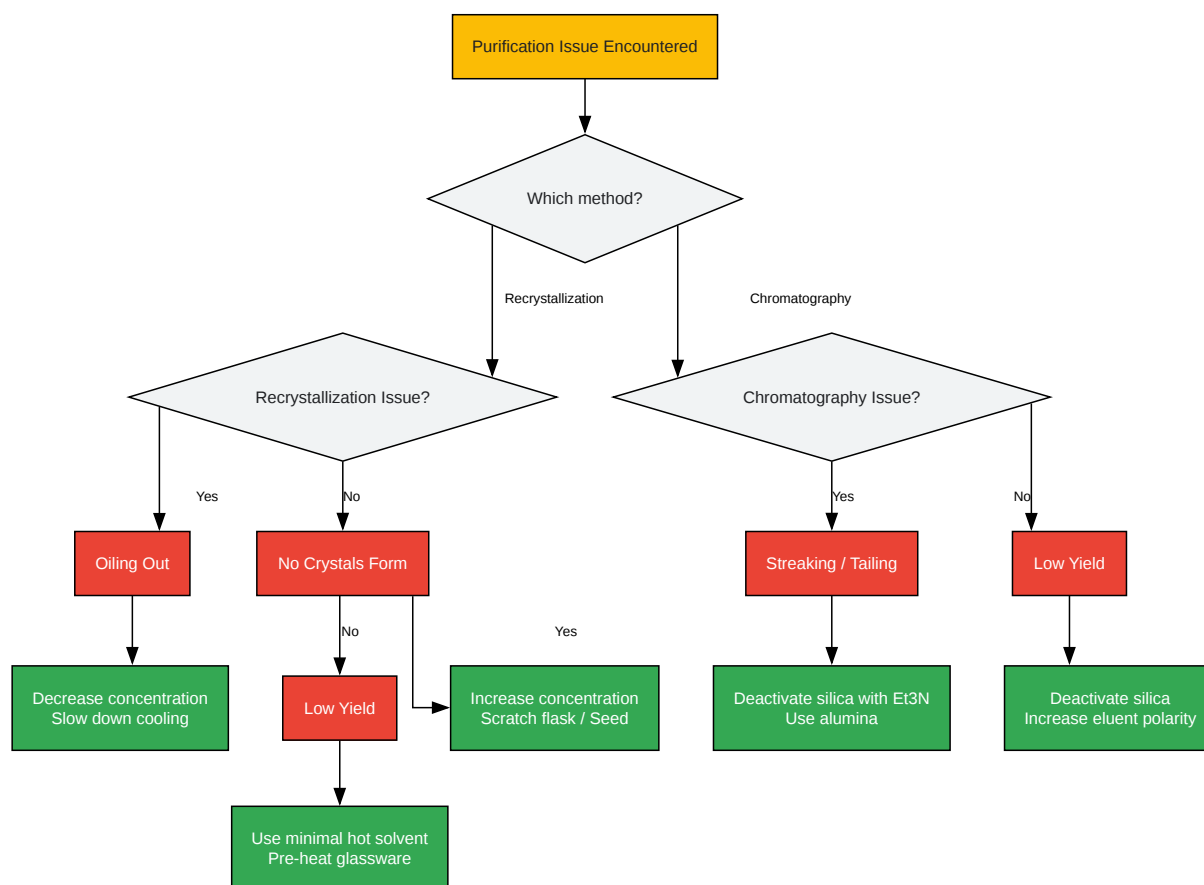 Purification Issue Encountered
Which method?
Recrystallization
Chromatography
Recrystallization Issue?
Chromatography Issue?
Yes
No
Yes
No
Oiling Out
No Crystals Form
Streaking / Tailing
Low Yield
No
Yes
Decrease concentration
Slow down cooling
Low Yield
Increase concentration
Scratch flask / Seed
Deactivate silica with Et3N
Use alumina
Deactivate silica
Increase eluent polarity
Use minimal hot solvent
Pre-heat glassware